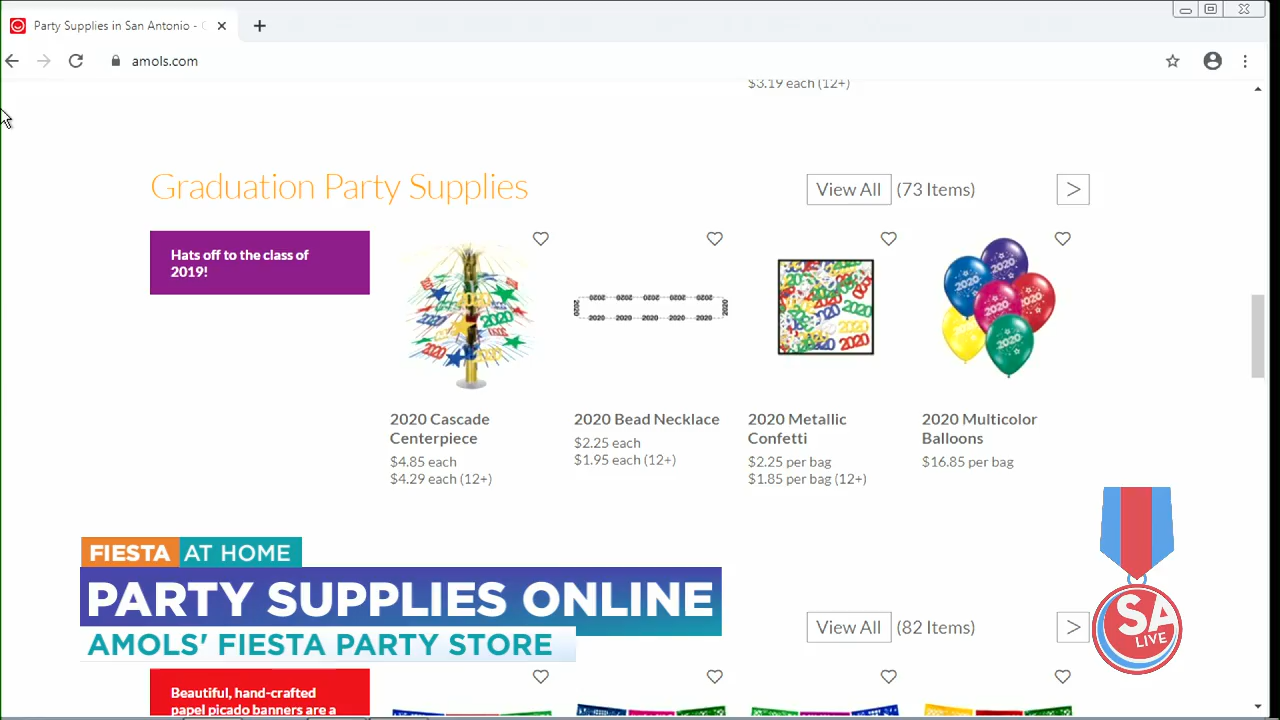 Party Supplies in San Antonio -
amols.com
$3.19 each (12+)
Graduation Party Supplies
View All (73 Items) >
Hats off to the class of
2019!
2020 Cascade
Centerpiece
$4.85 each
$4.29 each (12+)
2020 Bead Necklace
$2.25 each
$1.95 each (12+)
2020 Metallic
Confetti
$2.25 per bag
$1.85 per bag (12+)
2020 Multicolor
Balloons
$16.85 per bag
FIESTA AT HOME
PARTY SUPPLIES ONLINE
AMOLS' FIESTA PARTY STORE
SA
LIVE
View All (82 Items) >
Beautiful, hand-crafted
papel picado banners are a